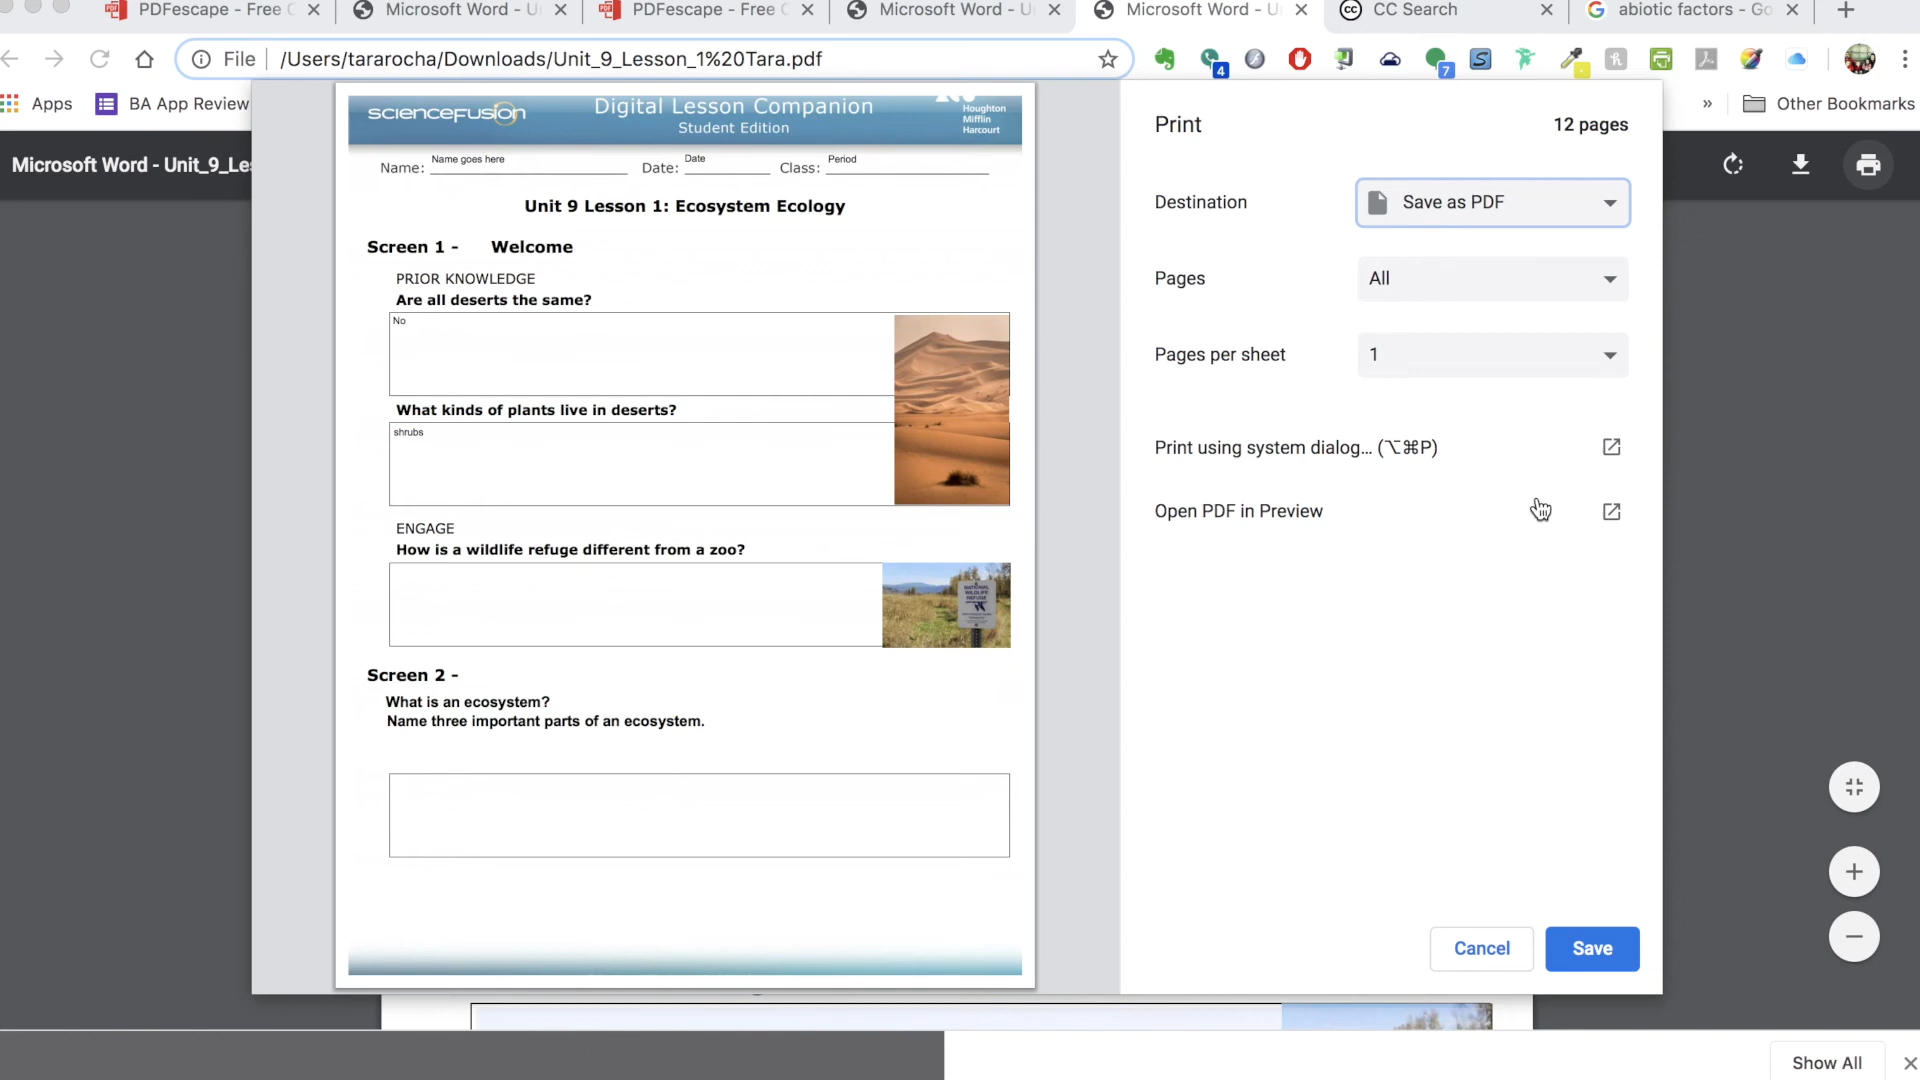 PDFescape - Free
Microsoft Word - U
PDFescape - Free
Microsoft Word - U
Microsoft Word - U
CC Search
abiotic factors - Go
File
/Users/tararocha/Downloads/Unit_9_Lesson_1%20Tara.pdf
4
7
Apps
BA App Review
»
Other Bookmarks
Microsoft Word - Unit_9_Le
scienceFusion
Digital Lesson Companion
Student Edition
Houghton
Mifflin
Harcourt
Name: Name goes here
Date: Date
Class: Period
Unit 9 Lesson 1: Ecosystem Ecology
Screen 1 - Welcome
PRIOR KNOWLEDGE
Are all deserts the same?
No
What kinds of plants live in deserts?
shrubs
ENGAGE
How is a wildlife refuge different from a zoo?
NATIONAL
WILDLIFE
REFUGE
Screen 2 -
What is an ecosystem?
Name three important parts of an ecosystem.
Print
12 pages
Destination
Save as PDF
Pages
All
Pages per sheet
1
Print using system dialog... (⌥⌘P)
Open PDF in Preview
Cancel
Save
Show All